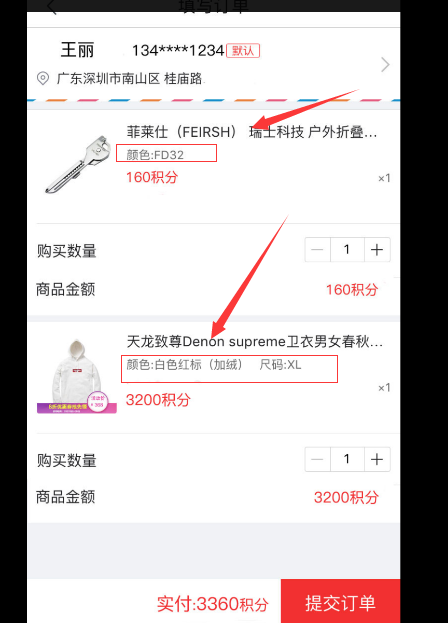 填写订单
王丽 134****1234 默认
广东深圳市南山区 桂庙路
菲莱仕（FEIRSH） 瑞士科技 户外折叠...
颜色:FD32
160积分 ×1
购买数量 — 1 +
商品金额 160积分
天龙致尊Denon supreme卫衣男女春秋...
颜色:白色红标（加绒） 尺码:XL
×1
3200积分
购买数量 — 1 +
商品金额 3200积分
实付:3360积分 提交订单